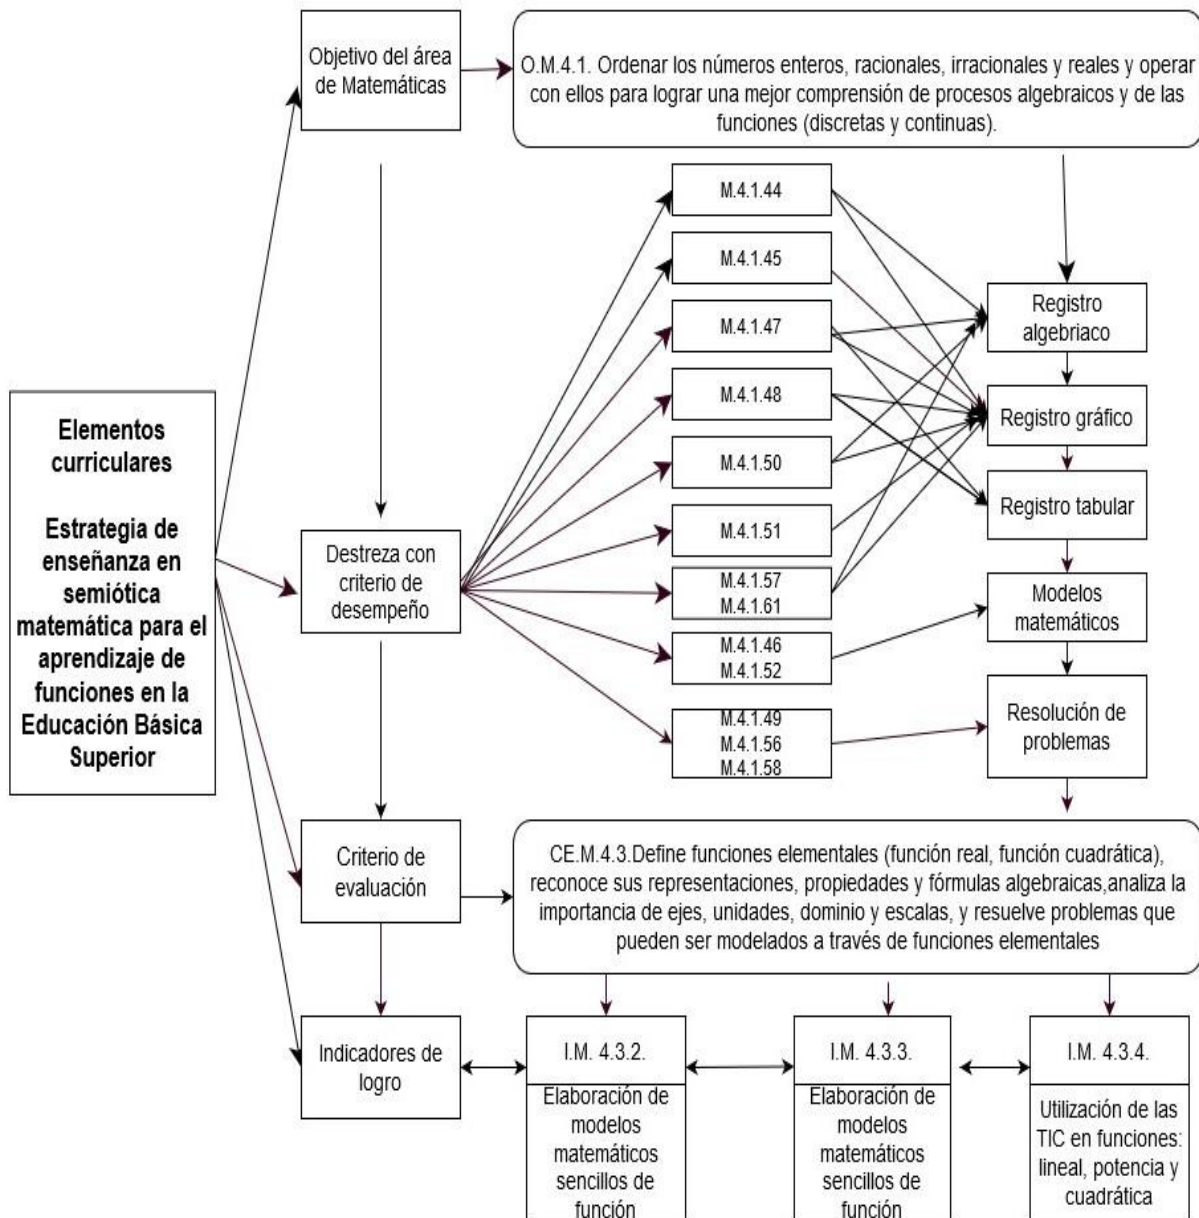 Objetivo del área
de Matemáticas
O.M.4.1. Ordenar los números enteros, racionales, irracionales y reales y operar
con ellos para lograr una mejor comprensión de procesos algebraicos y de las
funciones (discretas y continuas).
M.4.1.44
M.4.1.45
M.4.1.47
M.4.1.48
M.4.1.50
M.4.1.51
M.4.1.57
M.4.1.61
M.4.1.46
M.4.1.52
M.4.1.49
M.4.1.56
M.4.1.58
Registro
algebriaco
Registro gráfico
Registro tabular
Modelos
matemáticos
Resolución de
problemas
Elementos
curriculares
Estrategia de
enseñanza en
semiótica
matemática para el
aprendizaje de
funciones en la
Educación Básica
Superior
Destreza con
criterio de
desempeño
Criterio de
evaluación
CE.M.4.3.Define funciones elementales (función real, función cuadrática),
reconoce sus representaciones, propiedades y fórmulas algebraicas,analiza la
importancia de ejes, unidades, dominio y escalas, y resuelve problemas que
pueden ser modelados a través de funciones elementales
Indicadores de
logro
I.M. 4.3.2.
Elaboración de
modelos
matemáticos
sencillos de
función
I.M. 4.3.3.
Elaboración de
modelos
matemáticos
sencillos de
función
I.M. 4.3.4.
Utilización de las
TIC en funciones:
lineal, potencia y
cuadrática